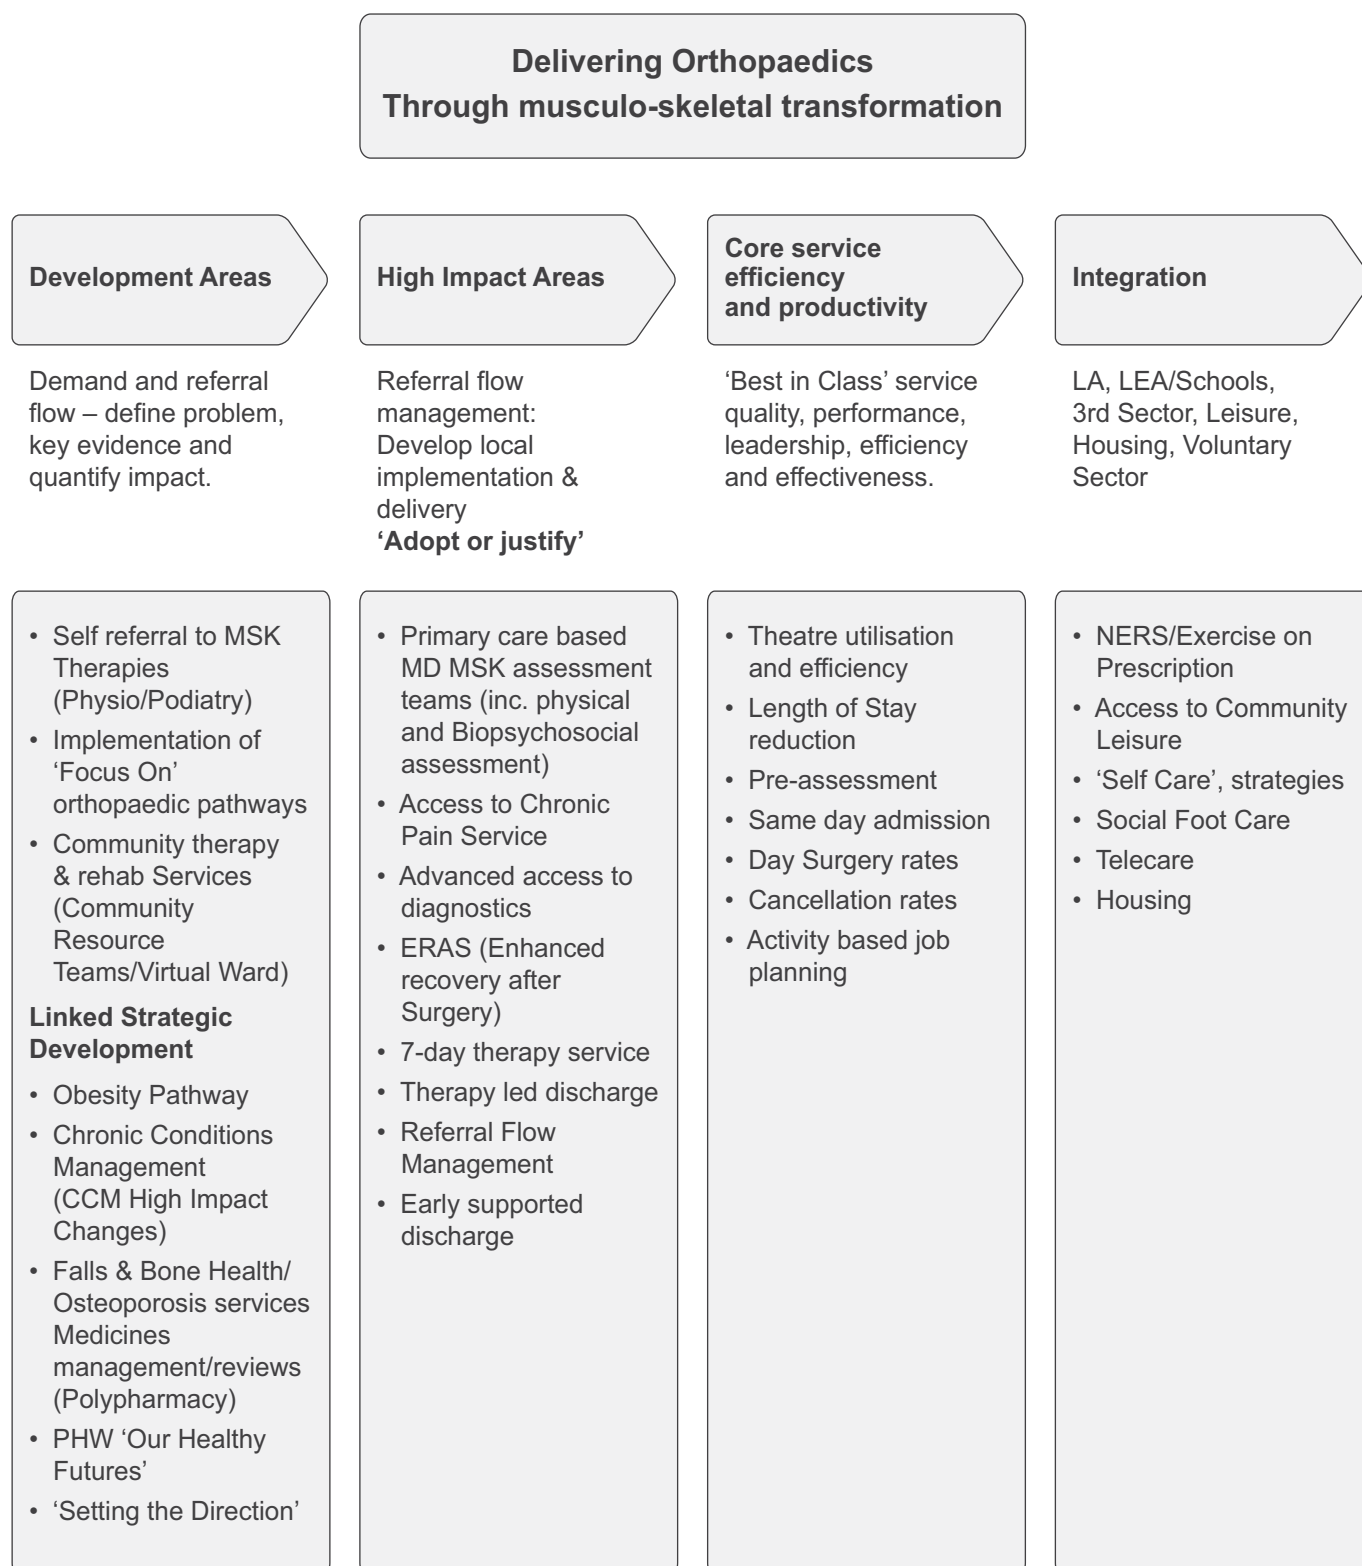 Delivering Orthopaedics
Through musculo-skeletal transformation
Development Areas
Demand and referral
flow – define problem,
key evidence and
quantify impact.
• Self referral to MSK
Therapies
(Physio/Podiatry)
• Implementation of
‘Focus On’
orthopaedic pathways
• Community therapy
& rehab Services
(Community
Resource
Teams/Virtual Ward)
Linked Strategic
Development
• Obesity Pathway
• Chronic Conditions
Management
(CCM High Impact
Changes)
• Falls & Bone Health/
Osteoporosis services
Medicines
management/reviews
(Polypharmacy)
• PHW ‘Our Healthy
Futures’
• ‘Setting the Direction’
High Impact Areas
Referral flow
management:
Develop local
implementation &
delivery
‘Adopt or justify’
• Primary care based
MD MSK assessment
teams (inc. physical
and Biopsychosocial
assessment)
• Access to Chronic
Pain Service
• Advanced access to
diagnostics
• ERAS (Enhanced
recovery after
Surgery)
• 7-day therapy service
• Therapy led discharge
• Referral Flow
Management
• Early supported
discharge
Core service
efficiency
and productivity
‘Best in Class’ service
quality, performance,
leadership, efficiency
and effectiveness.
• Theatre utilisation
and efficiency
• Length of Stay
reduction
• Pre-assessment
• Same day admission
• Day Surgery rates
• Cancellation rates
• Activity based job
planning
Integration
LA, LEA/Schools,
3rd Sector, Leisure,
Housing, Voluntary
Sector
• NERS/Exercise on
Prescription
• Access to Community
Leisure
• ‘Self Care’, strategies
• Social Foot Care
• Telecare
• Housing